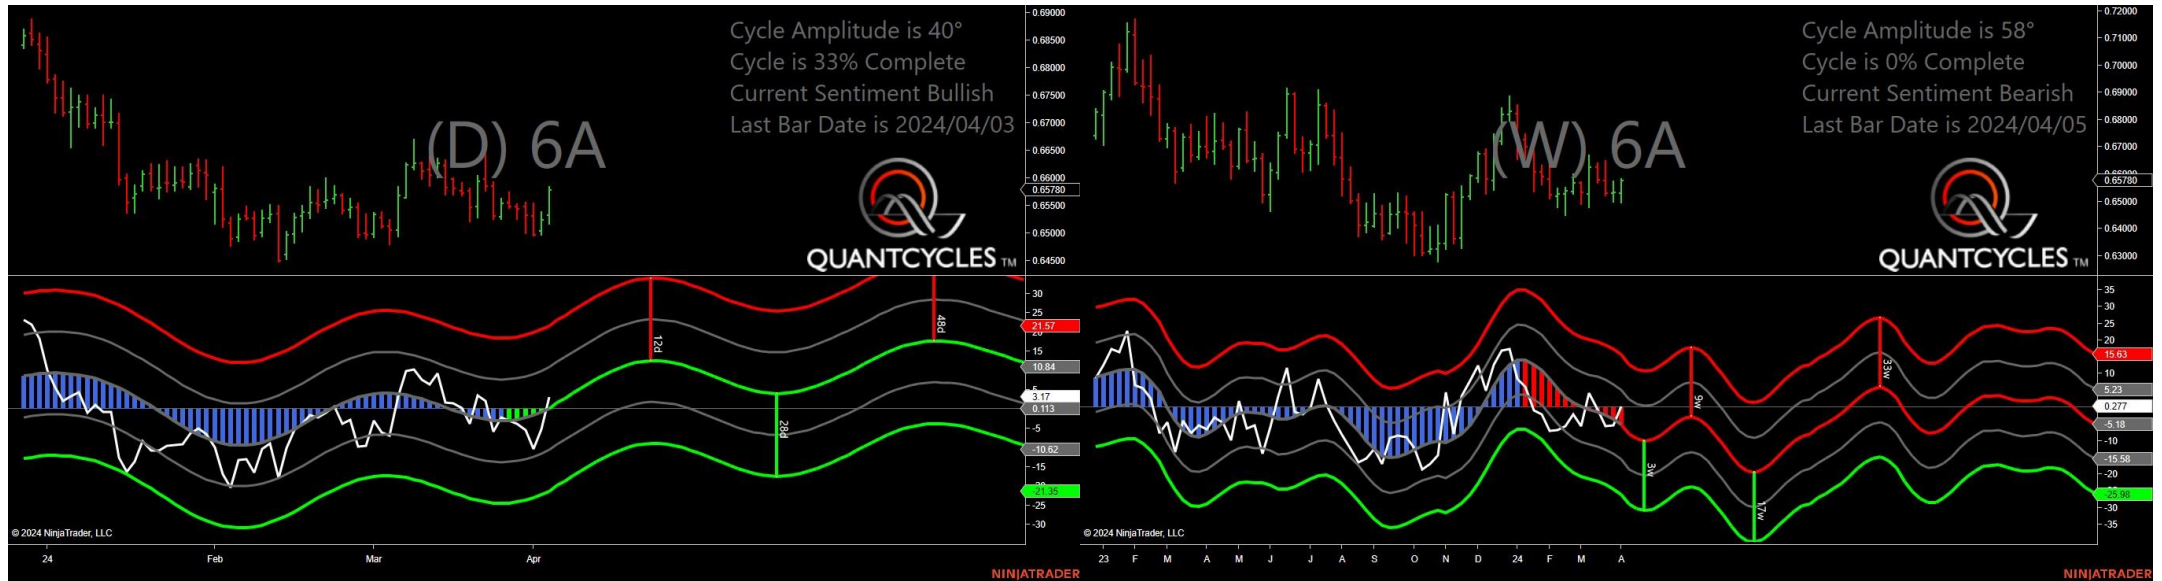 Cycle Amplitude is 40°
Cycle is 33% Complete
Current Sentiment Bullish
Last Bar Date is 2024/04/03
(D) 6A
QUANTCYCLES TM
0.69000
0.68500
0.68000
0.67500
0.67000
0.66500
0.66000
0.65780
0.65500
0.65000
0.64500
30
25
21.57
15
10.84
5
3.17
0.113
-5
-10.62
-15
-21.35
-25
-30
12d
28d
48d
© 2024 NinjaTrader, LLC
24 Feb Mar Apr
NINJATRADER
Cycle Amplitude is 58°
Cycle is 0% Complete
Current Sentiment Bearish
Last Bar Date is 2024/04/05
(W) 6A
QUANTCYCLES TM
0.72000
0.71000
0.70000
0.69000
0.68000
0.67000
0.65780
0.65000
0.64000
0.63000
35
30
25
20
15.63
10
5.23
0.277
-5.18
-10
-15.58
-20
-25.98
-30
-35
3w
9w
17w
33w
© 2024 NinjaTrader, LLC
23 F M A M J J A S O N D 24 F M A
NINJATRADER